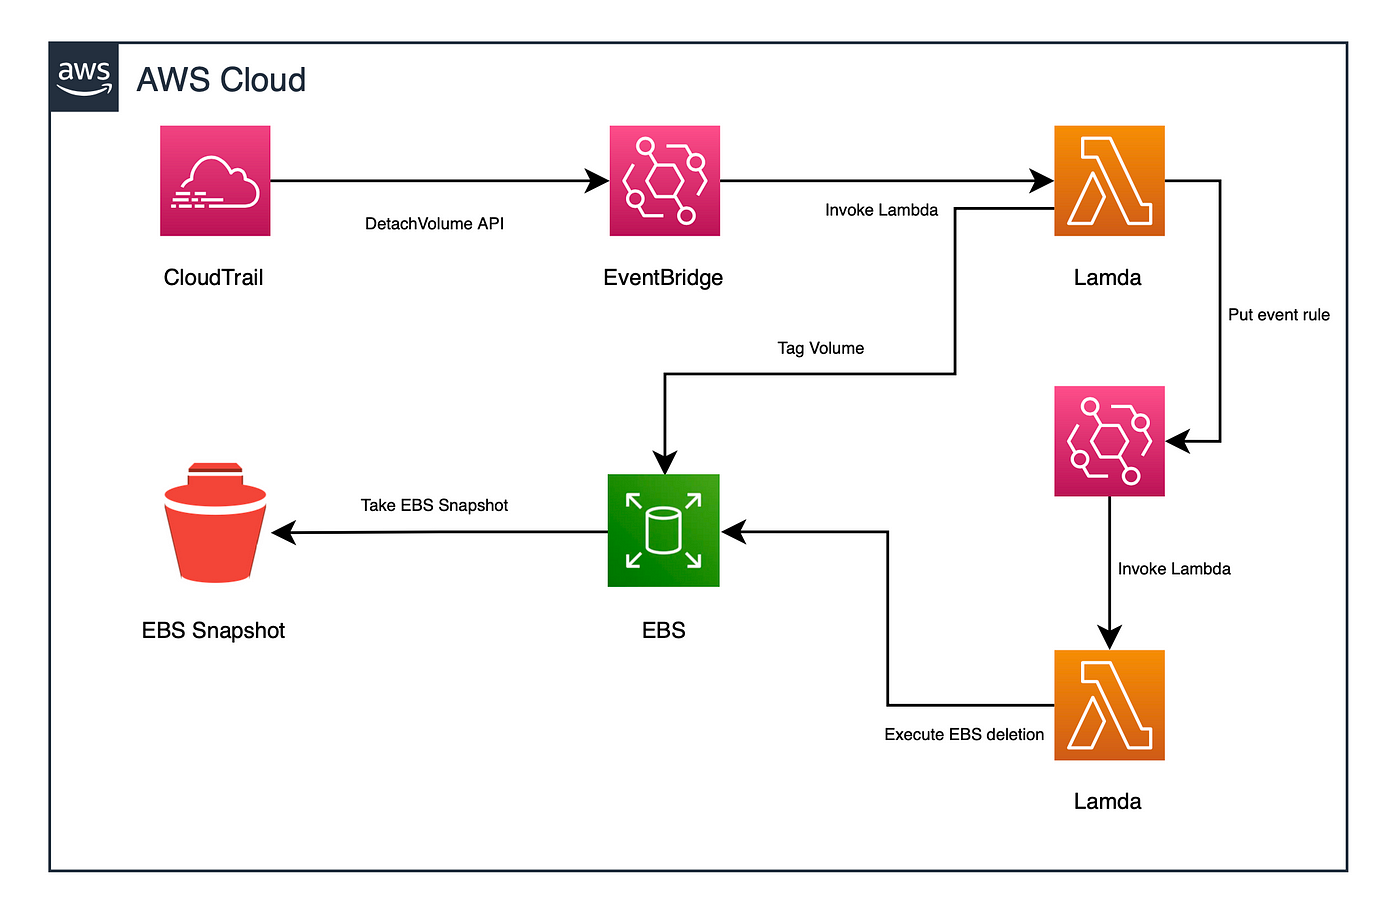 aws
AWS Cloud
DetachVolume API
Invoke Lambda
CloudTrail
EventBridge
Lamda
Put event rule
Tag Volume
Take EBS Snapshot
Invoke Lambda
EBS Snapshot
EBS
Execute EBS deletion
Lamda